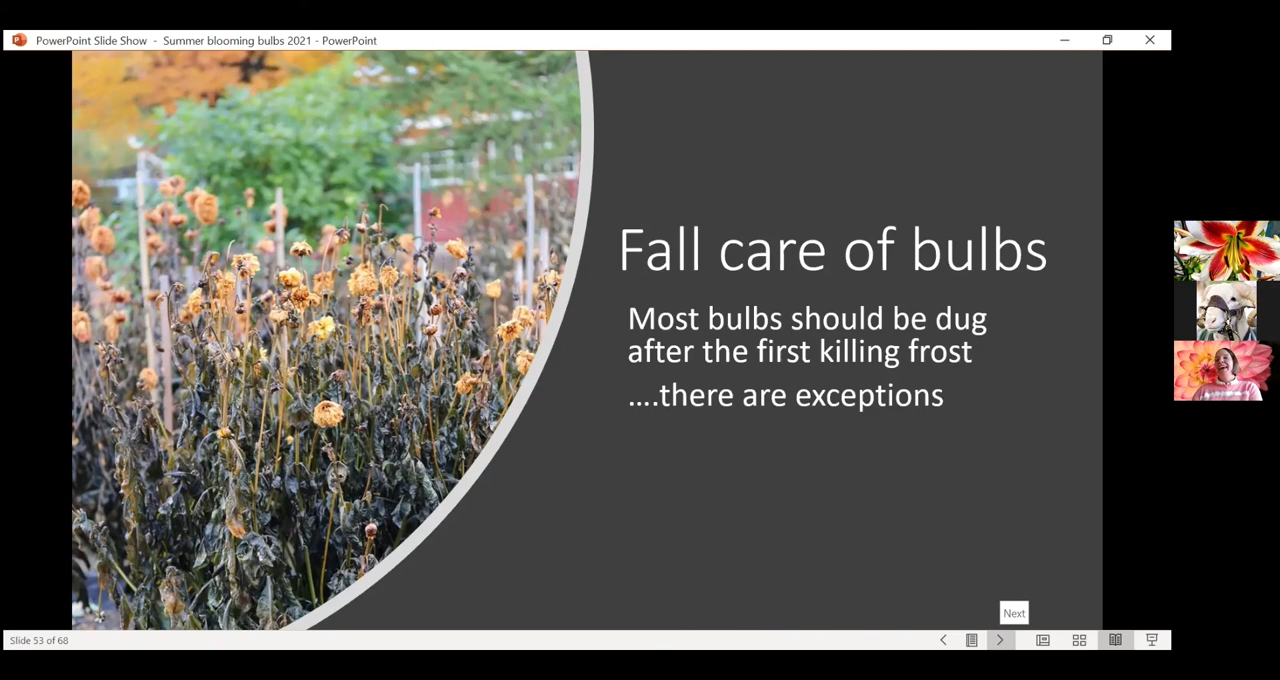 PowerPoint Slide Show - Summer blooming bulbs 2021 - PowerPoint
Fall care of bulbs
Most bulbs should be dug
after the first killing frost
....there are exceptions
Next
Slide 53 of 68